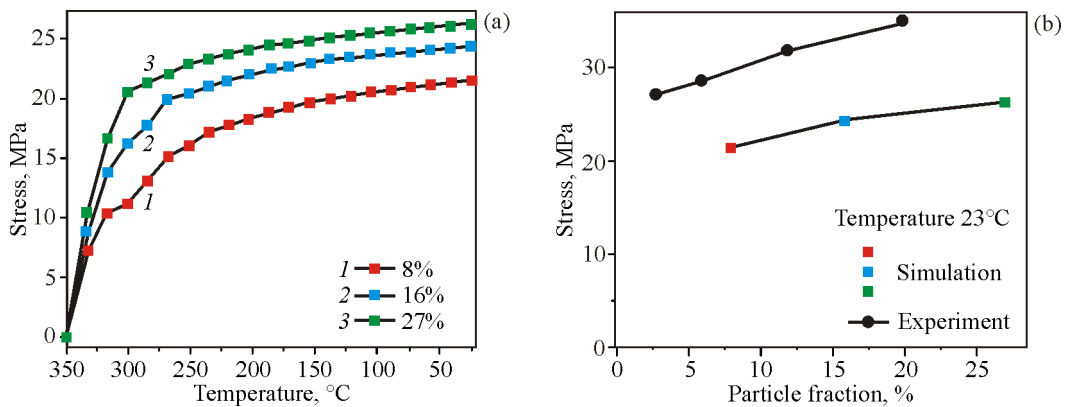 (a)
25
20
15
10
5
0
Stress, MPa
3
2
1
1 8%
2 16%
3 27%
350 300 250 200 150 100 50
Temperature, °C
(b)
30
20
10
0
Stress, MPa
Temperature 23°C
Simulation
Experiment
0 5 10 15 20 25
Particle fraction, %